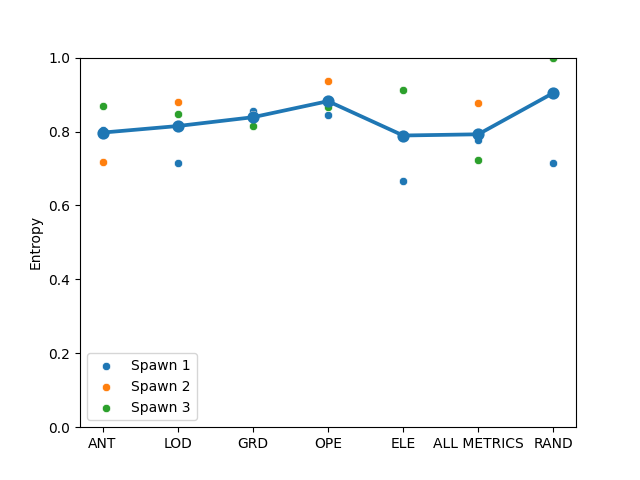 1.0
0.8
0.6
0.4
0.2
0.0
Entropy
Spawn 1
Spawn 2
Spawn 3
ANT LOD GRD OPE ELE ALL METRICS RAND